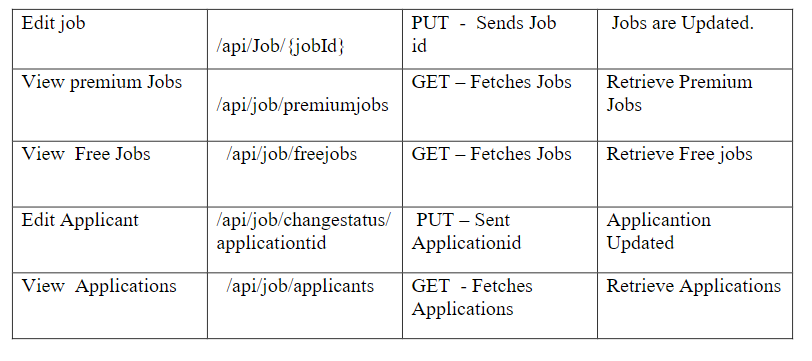 Edit job
/api/Job/{jobId}
PUT - Sends Job
id
Jobs are Updated.
View premium Jobs
/api/job/premiumjobs
GET – Fetches Jobs
Retrieve Premium
Jobs
View Free Jobs
/api/job/freejobs
GET – Fetches Jobs
Retrieve Free jobs
Edit Applicant
/api/job/changestatus/
applicationtid
PUT – Sent
Applicationid
Applicantion
Updated
View Applications
/api/job/applicants
GET - Fetches
Applications
Retrieve Applications